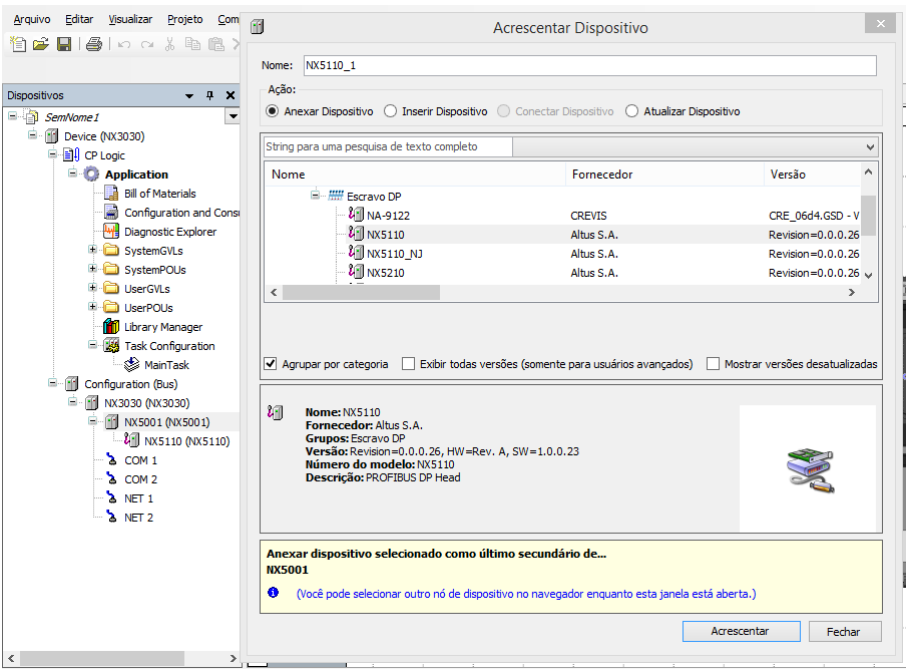 Arquivo Editar Visualizar Projeto Com
Dispositivos
SemNome1
Device (NX3030)
CP Logic
Application
Bill of Materials
Configuration and Consu
Diagnostic Explorer
SystemGVLs
SystemPOUs
UserGVLs
UserPOUs
Library Manager
Task Configuration
MainTask
Configuration (Bus)
NX3030 (NX3030)
NX5001 (NX5001)
NX5110 (NX5110)
COM 1
COM 2
NET 1
NET 2
Acrescentar Dispositivo
Nome: NX5110_1
Ação:
Anexar Dispositivo Inserir Dispositivo Conectar Dispositivo Atualizar Dispositivo
String para uma pesquisa de texto completo
Nome Fornecedor Versão
Escravo DP
NA-9122 CREVIS CRE_06d4.GSD - V
NX5110 Altus S.A. Revision=0.0.0.26
NX5110_NJ Altus S.A. Revision=0.0.0.26
NX5210 Altus S.A. Revision=0.0.0.26
Agrupar por categoria Exibir todas versões (somente para usuários avançados) Mostrar versões desatualizadas
Nome: NX5110
Fornecedor: Altus S.A.
Grupos: Escravo DP
Versão: Revision=0.0.0.26, HW=Rev. A, SW=1.0.0.23
Número do modelo: NX5110
Descrição: PROFIBUS DP Head
Anexar dispositivo selecionado como último secundário de...
NX5001
(Você pode selecionar outro nó de dispositivo no navegador enquanto esta janela está aberta.)
Acrescentar Fechar